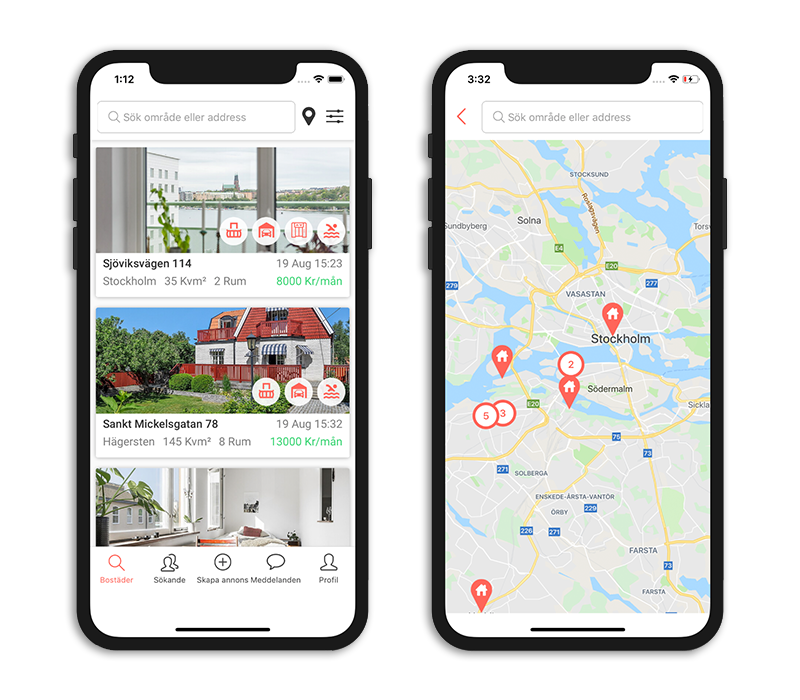 1:12
Sök område eller address
Sjöviksvägen 114
19 Aug 15:23
Stockholm 35 Kvm² 2 Rum
8000 Kr/mån
Sankt Mickelsgatan 78
19 Aug 15:32
Hägersten 145 Kvm² 8 Rum
13000 Kr/mån
Bostäder
Sökande
Skapa annons
Meddelanden
Profil
3:32
Sök område eller address
STOCKSUND
Roslagsvägen
Solna
Sundbyberg
E4
E20
277
279
VASASTAN
Stockholm
2
Södermalm
E20
5
3
75
73
271
SOLBERGA
ENSKEDE-ÅRSTA-VANTÖR
229
ÖRBY
226
271
FARSTA
73
FARSTA